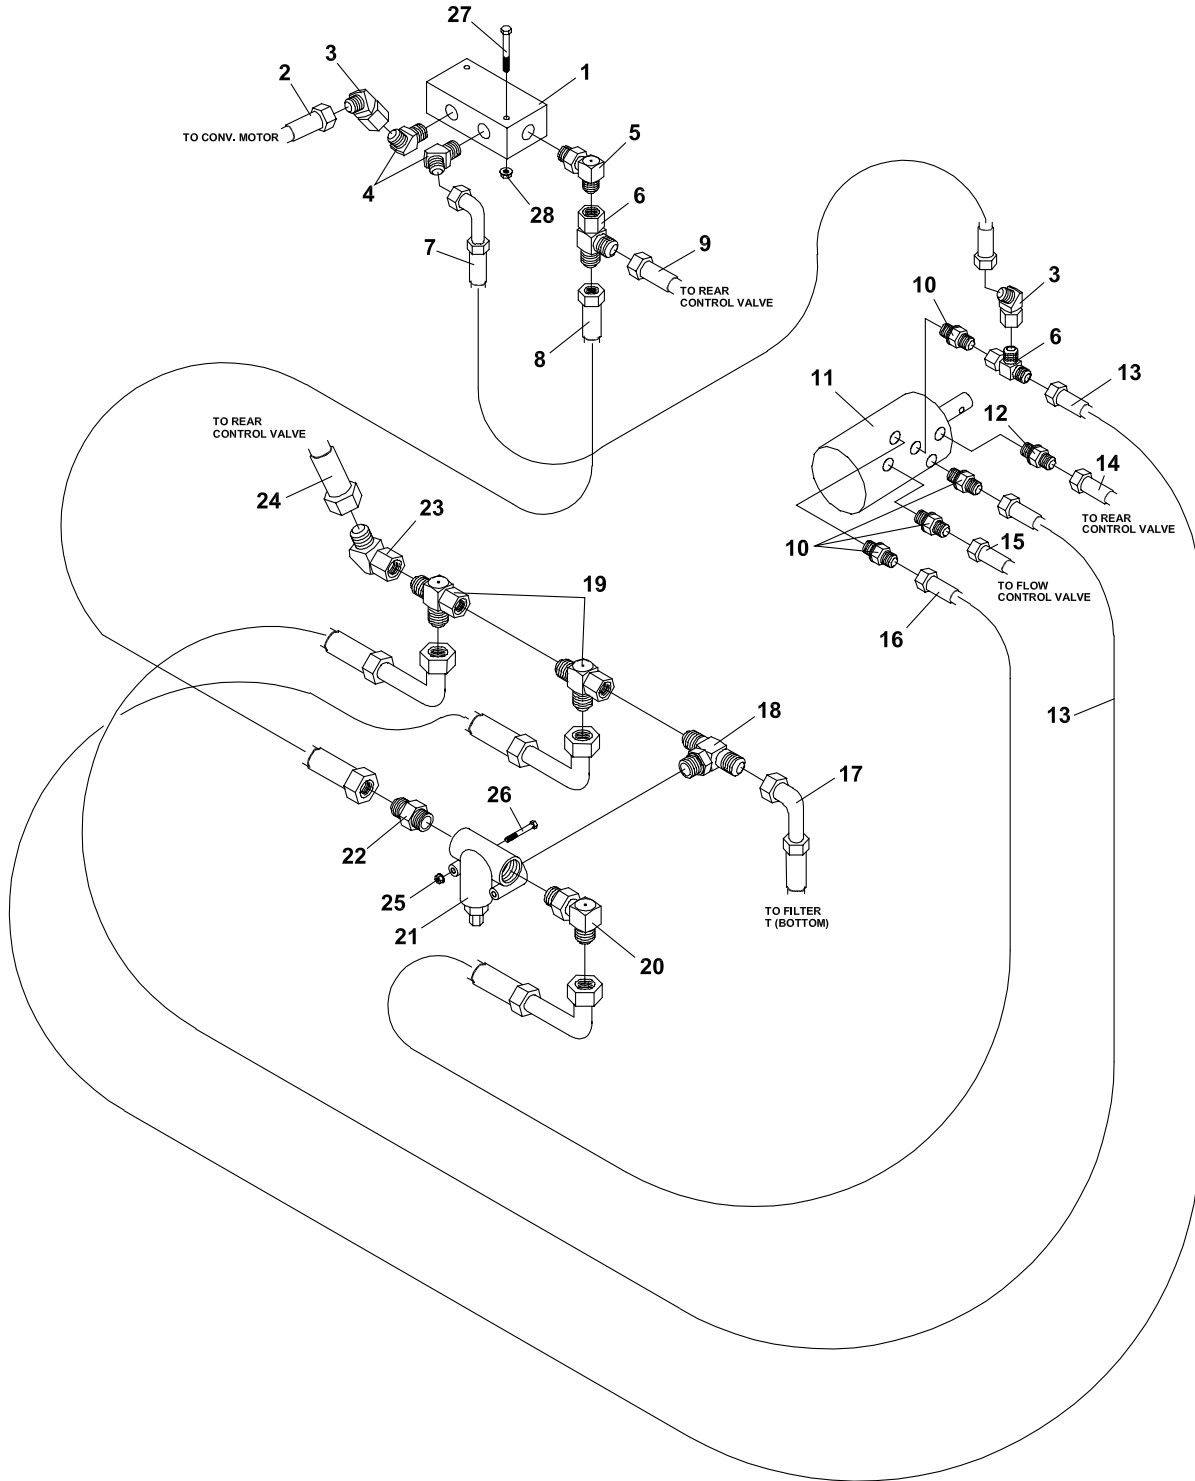 27
3
2
1
TO CONV. MOTOR
5
4
28
6
7
9
TO REAR
CONTROL VALVE
10
3
8
6
11
13
TO REAR
CONTROL VALVE
12
14
24
23
TO REAR
CONTROL VALVE
10
15
19
TO FLOW
CONTROL VALVE
16
18
13
17
26
22
25
21
TO FILTER
T (BOTTOM)
20